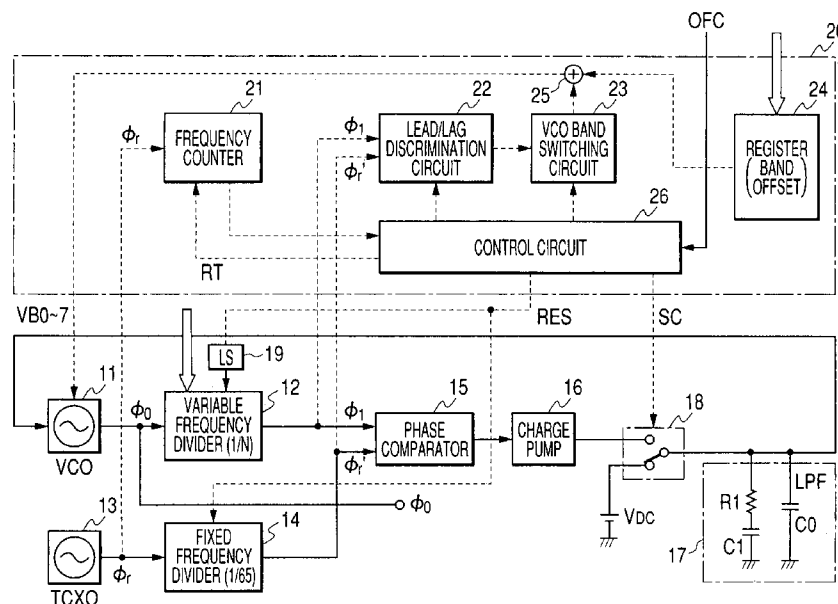 OFC
20
21
22
23
24
25
ϕ1
ϕr
FREQUENCY
COUNTER
LEAD/LAG
DISCRIMINATION
CIRCUIT
VCO BAND
SWITCHING
CIRCUIT
REGISTER
(BAND
OFFSET)
ϕr'
26
CONTROL CIRCUIT
RT
VB0~7
RES
SC
LS
19
11
12
15
16
18
ϕ0
VARIABLE
FREQUENCY
DIVIDER (1/N)
ϕ1
PHASE
COMPARATOR
CHARGE
PUMP
VCO
ϕr'
ϕ0
13
14
VDC
LPF
R1
C0
C1
17
FIXED
FREQUENCY
DIVIDER (1/65)
ϕr
TCXO